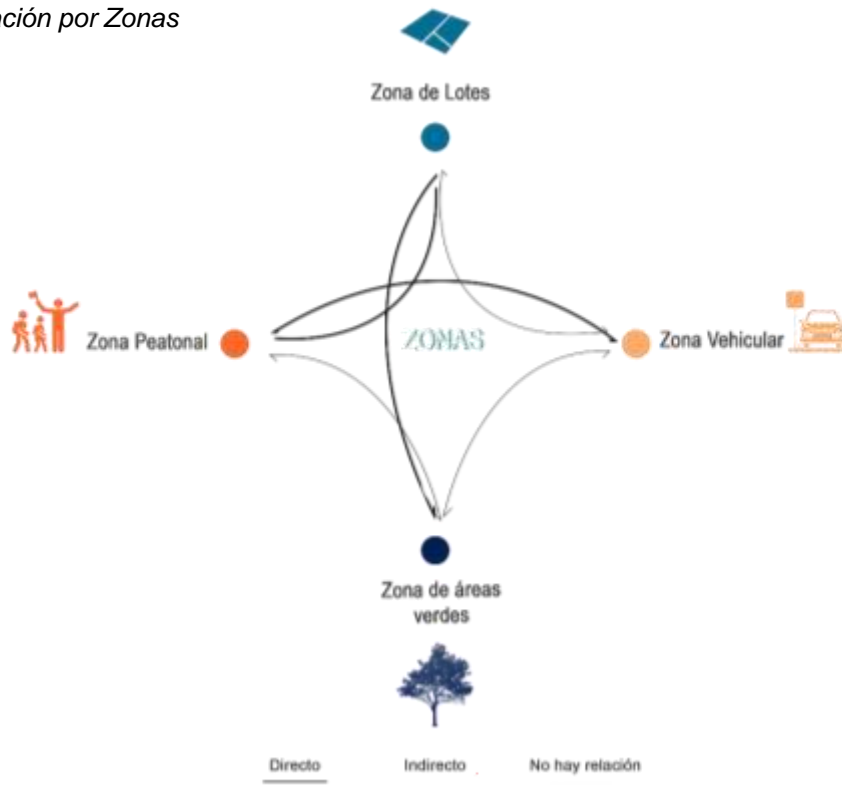 ación por Zonas
Zona de Lotes
Zona Peatonal
ZONAS
Zona Vehicular
Zona de áreas
verdes
Directo
Indirecto
No hay relación